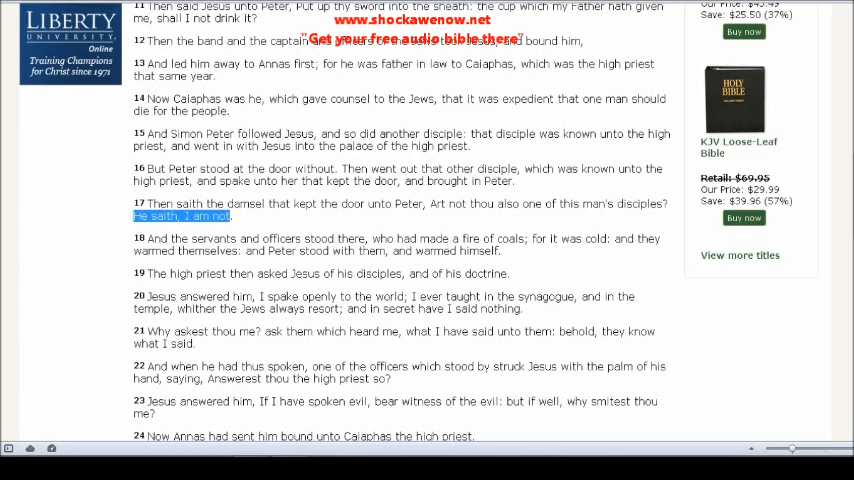 LIBERTY
UNIVERSITY
Online
Training Champions
for Christ since 1971
www.shockawenow.net
"Get your free audio bible there"
11 Then said Jesus unto Peter, Put up thy sword into the sheath: the cup which my Father hath given
me, shall I not drink it?
12 Then the band and the captain and officers of the Jews took Jesus, and bound him,
13 And led him away to Annas first; for he was father in law to Caiaphas, which was the high priest
that same year.
14 Now Caiaphas was he, which gave counsel to the Jews, that it was expedient that one man should
die for the people.
15 And Simon Peter followed Jesus, and so did another disciple: that disciple was known unto the high
priest, and went in with Jesus into the palace of the high priest.
16 But Peter stood at the door without. Then went out that other disciple, which was known unto the
high priest, and spake unto her that kept the door, and brought in Peter.
17 Then saith the damsel that kept the door unto Peter, Art not thou also one of this man's disciples?
He saith, I am not.
18 And the servants and officers stood there, who had made a fire of coals; for it was cold: and they
warmed themselves: and Peter stood with them, and warmed himself.
19 The high priest then asked Jesus of his disciples, and of his doctrine.
20 Jesus answered him, I spake openly to the world; I ever taught in the synagogue, and in the
temple, whither the Jews always resort; and in secret have I said nothing.
21 Why askest thou me? ask them which heard me, what I have said unto them: behold, they know
what I said.
22 And when he had thus spoken, one of the officers which stood by struck Jesus with the palm of his
hand, saying, Answerest thou the high priest so?
23 Jesus answered him, If I have spoken evil, bear witness of the evil: but if well, why smitest thou
me?
24 Now Annas had sent him bound unto Caiaphas the high priest.
Our Price: $43.49
Save: $25.50 (37%)
Buy now
HOLY
BIBLE
KJV Loose-Leaf
Bible
Retail: $69.95
Our Price: $29.99
Save: $39.96 (57%)
Buy now
View more titles